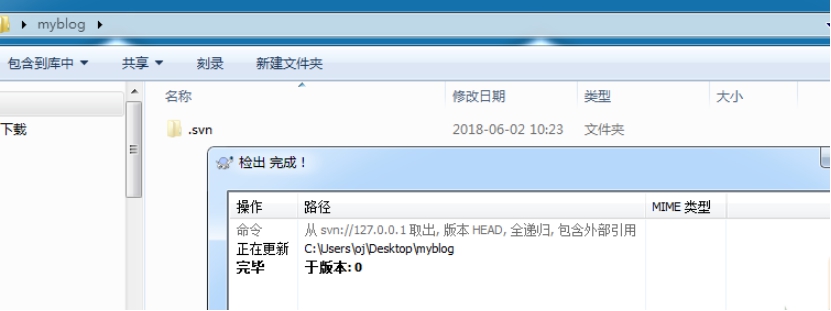 myblog
包含到库中 共享 刻录 新建文件夹
名称 修改日期 类型 大小
下载
.svn 2018-06-02 10:23 文件夹
检出 完成！
操作 路径 MIME 类型
命令 从 svn://127.0.0.1 取出, 版本 HEAD, 全递归, 包含外部引用
正在更新 C:\Users\oj\Desktop\myblog
完毕 于版本: 0